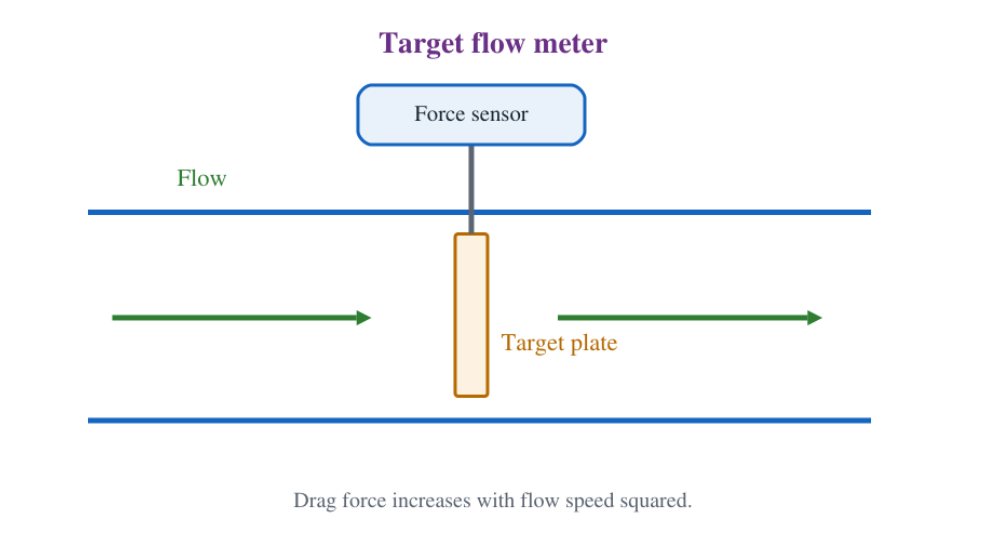 Target flow meter
Force sensor
Flow
Target plate
Drag force increases with flow speed squared.